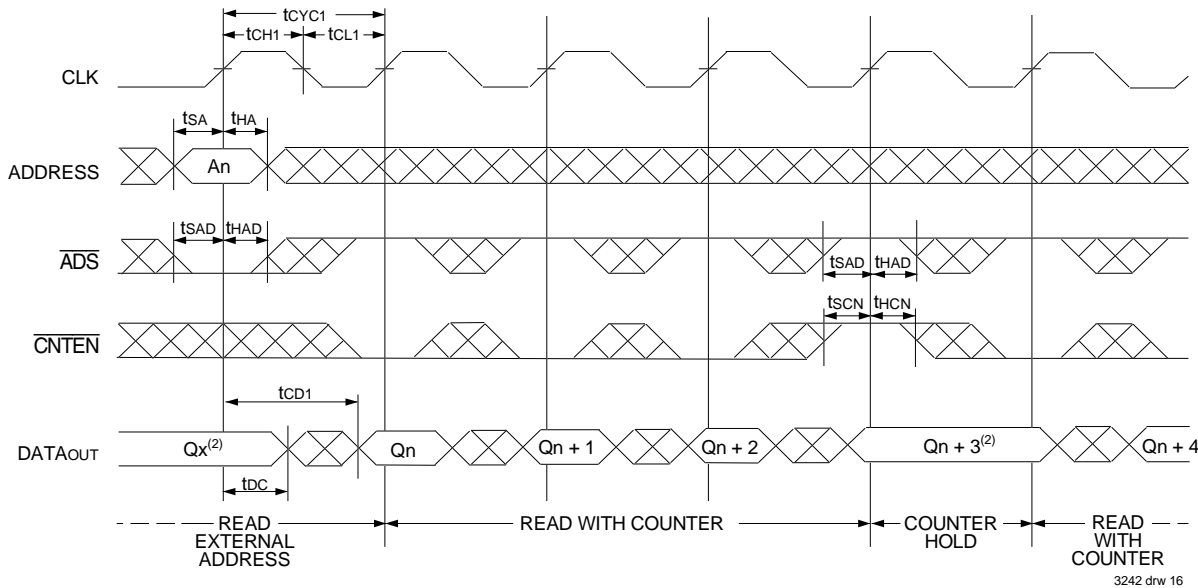 tCYC1
tCH1 tCL1
CLK
tSA tHA
ADDRESS An
tSAD tHAD
ADS
tSAD tHAD
tSCN tHCN
CNTEN
tCD1
DATAOUT Qx(2) Qn Qn + 1 Qn + 2 Qn + 3(2) Qn + 4
tDC
READ EXTERNAL ADDRESS
READ WITH COUNTER
COUNTER HOLD
READ WITH COUNTER
3242 drw 16